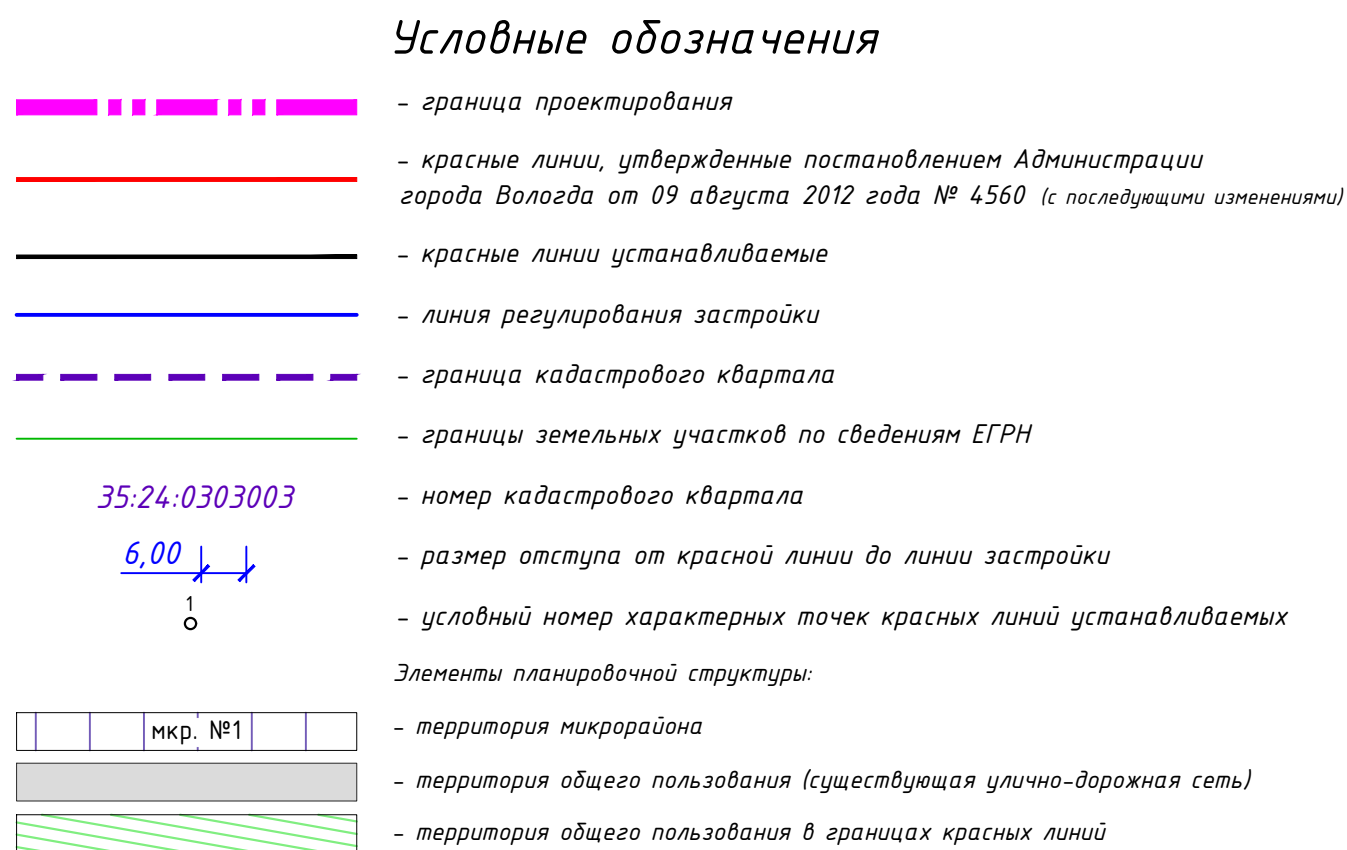 Условные обозначения
- граница проектирования
- красные линии, утвержденные постановлением Администрации
города Вологда от 09 августа 2012 года № 4560 (с последующими изменениями)
- красные линии устанавливаемые
- линия регулирования застройки
- граница кадастрового квартала
- границы земельных участков по сведениям ЕГРН
35:24:0303003 - номер кадастрового квартала
6,00 - размер отступа от красной линии до линии застройки
1 - условный номер характерных точек красных линий устанавливаемых
Элементы планировочной структуры:
мкр. №1 - территория микрорайона
- территория общего пользования (существующая улично-дорожная сеть)
- территория общего пользования в границах красных линий